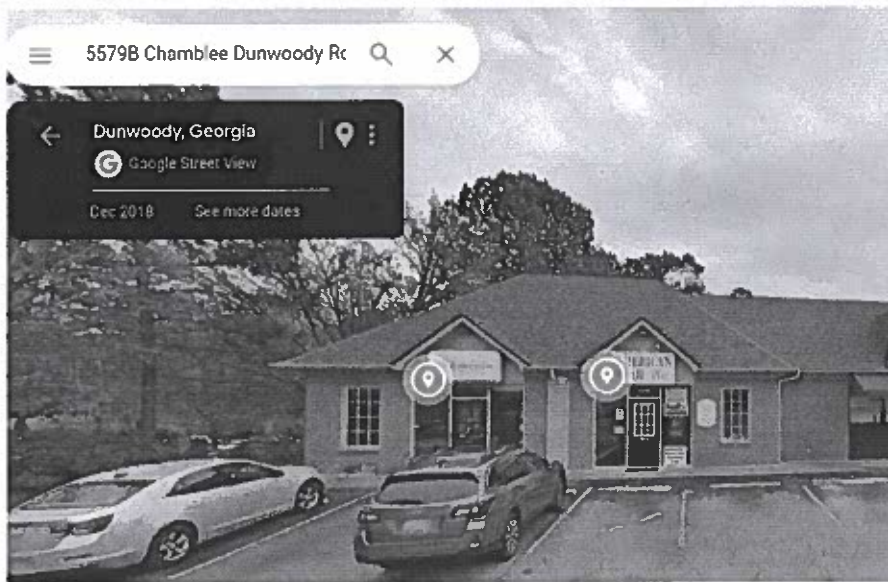 5579B Chamblee Dunwoody Rc
Dunwoody, Georgia
Google Street View
Dec 2018 See more dates